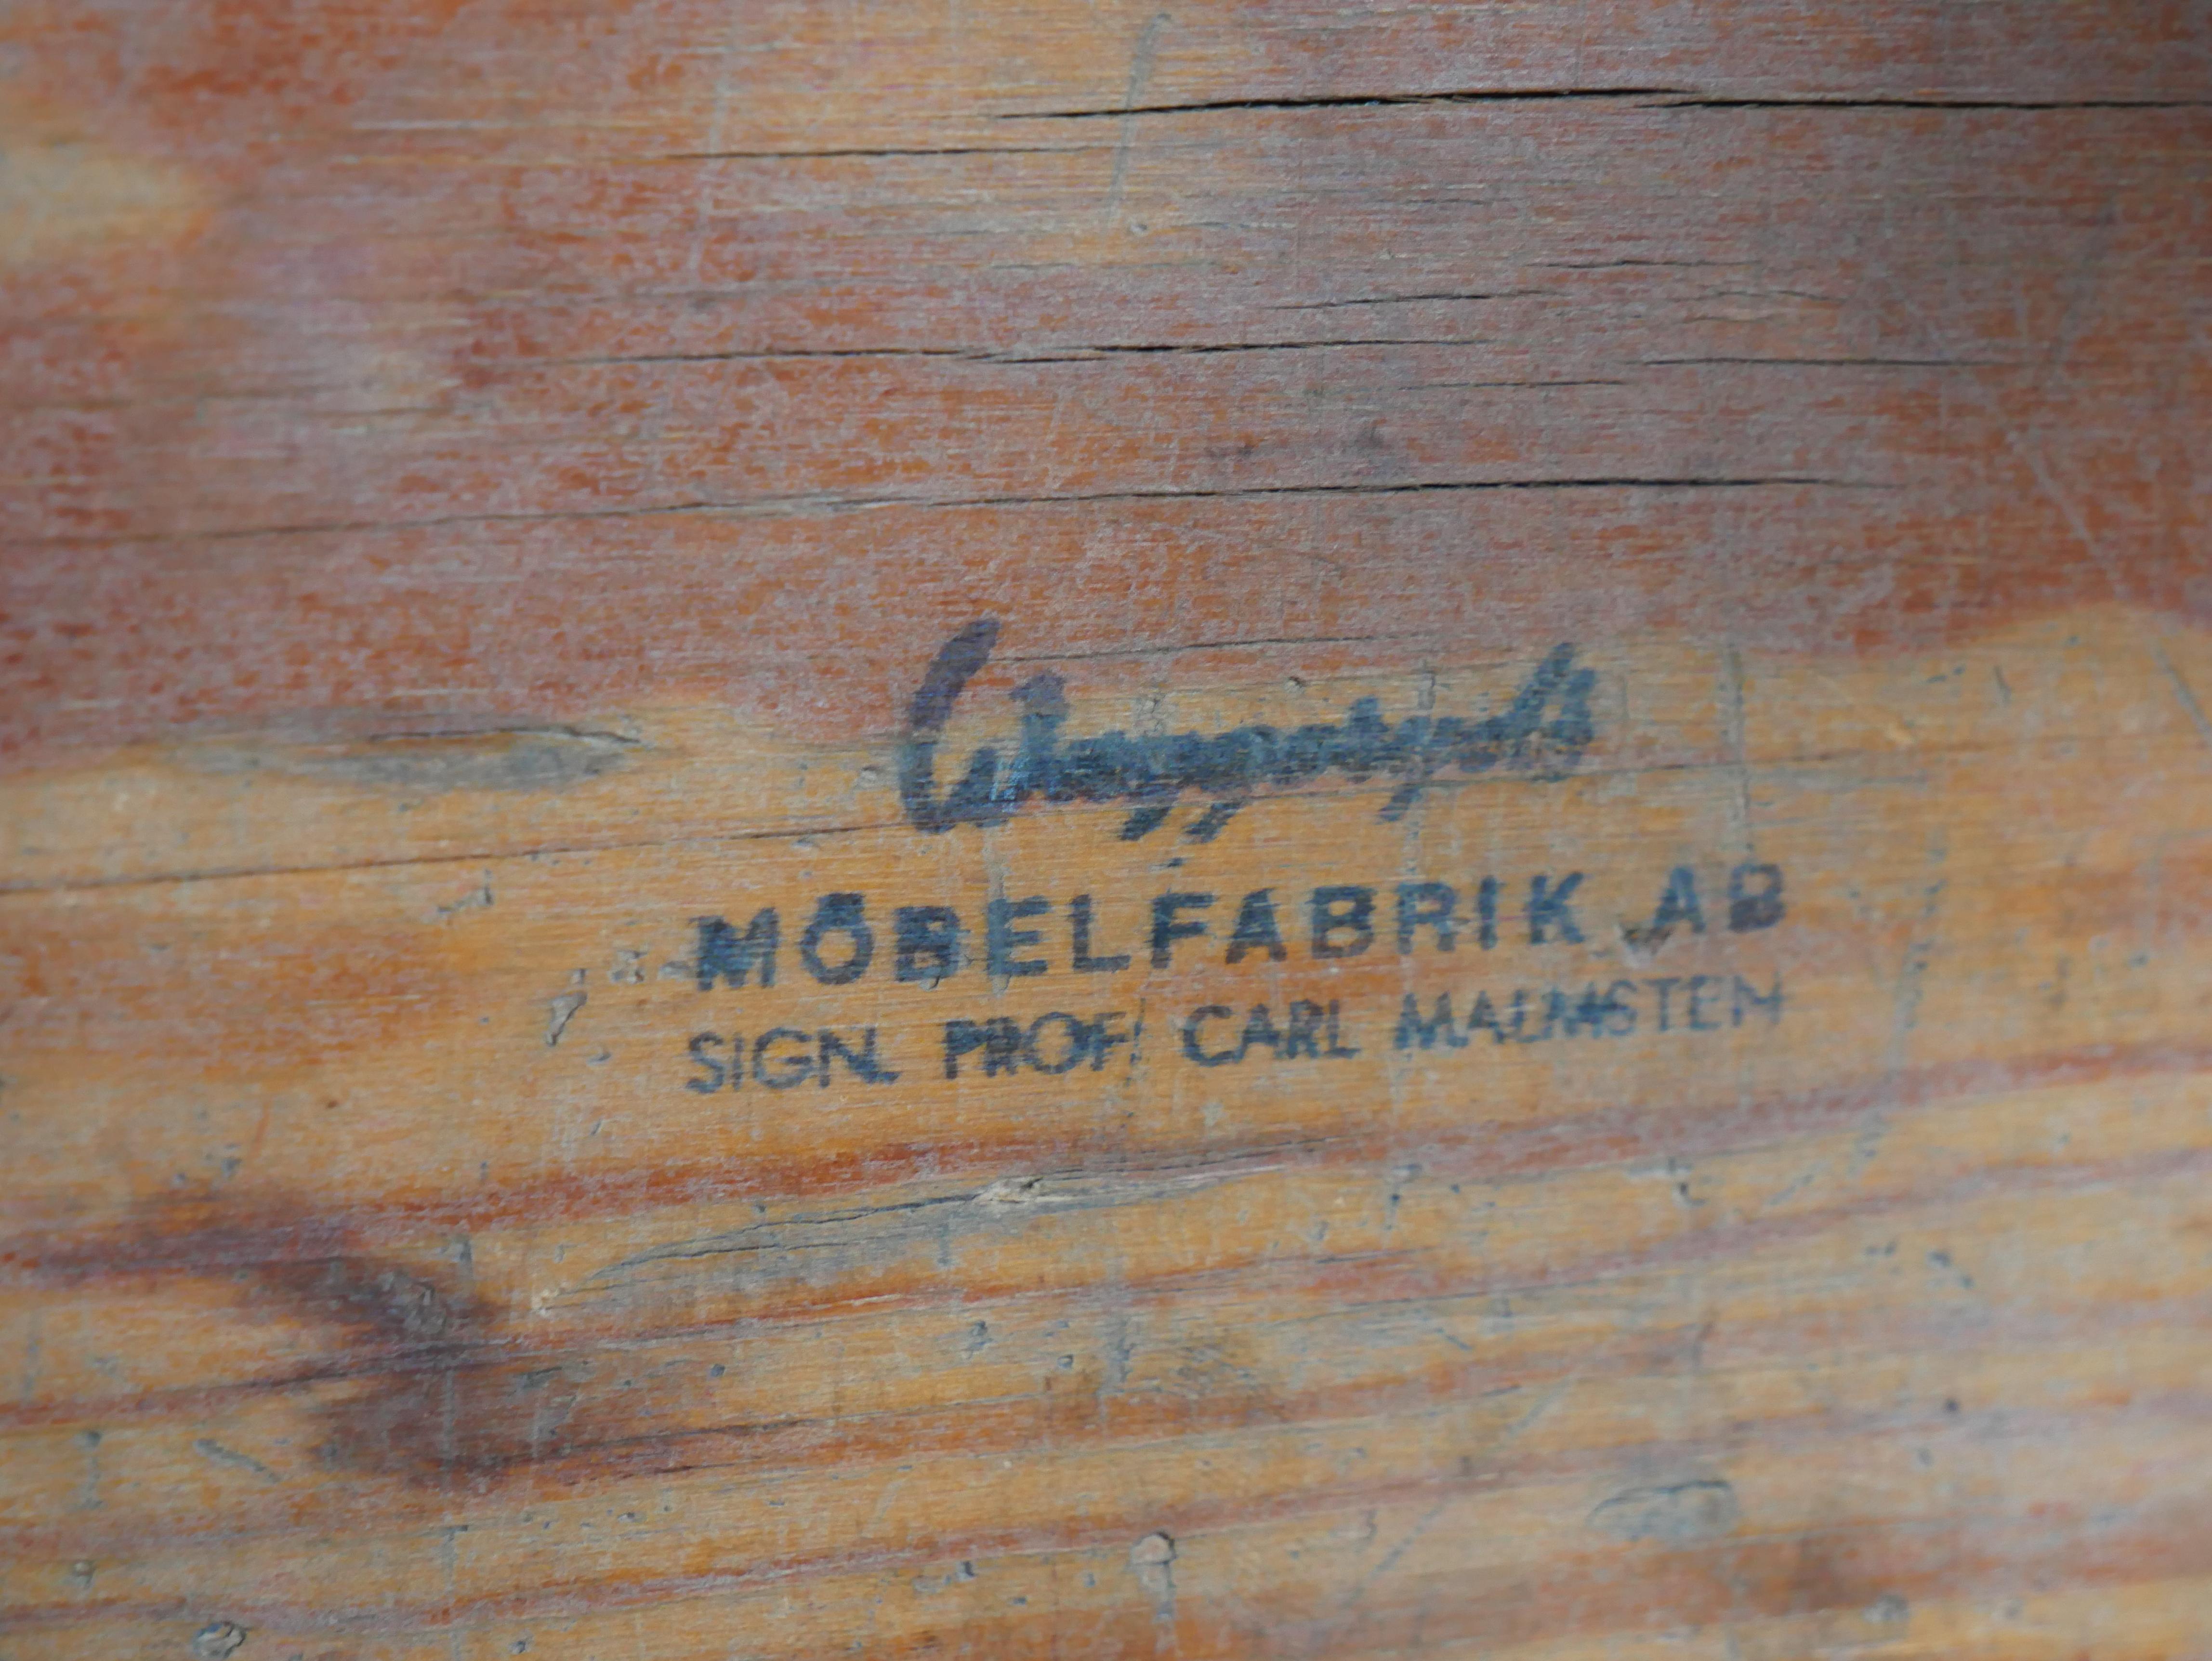 MÖBELFABRIK AB
SIGN. PROF. CARL MALMSTEN